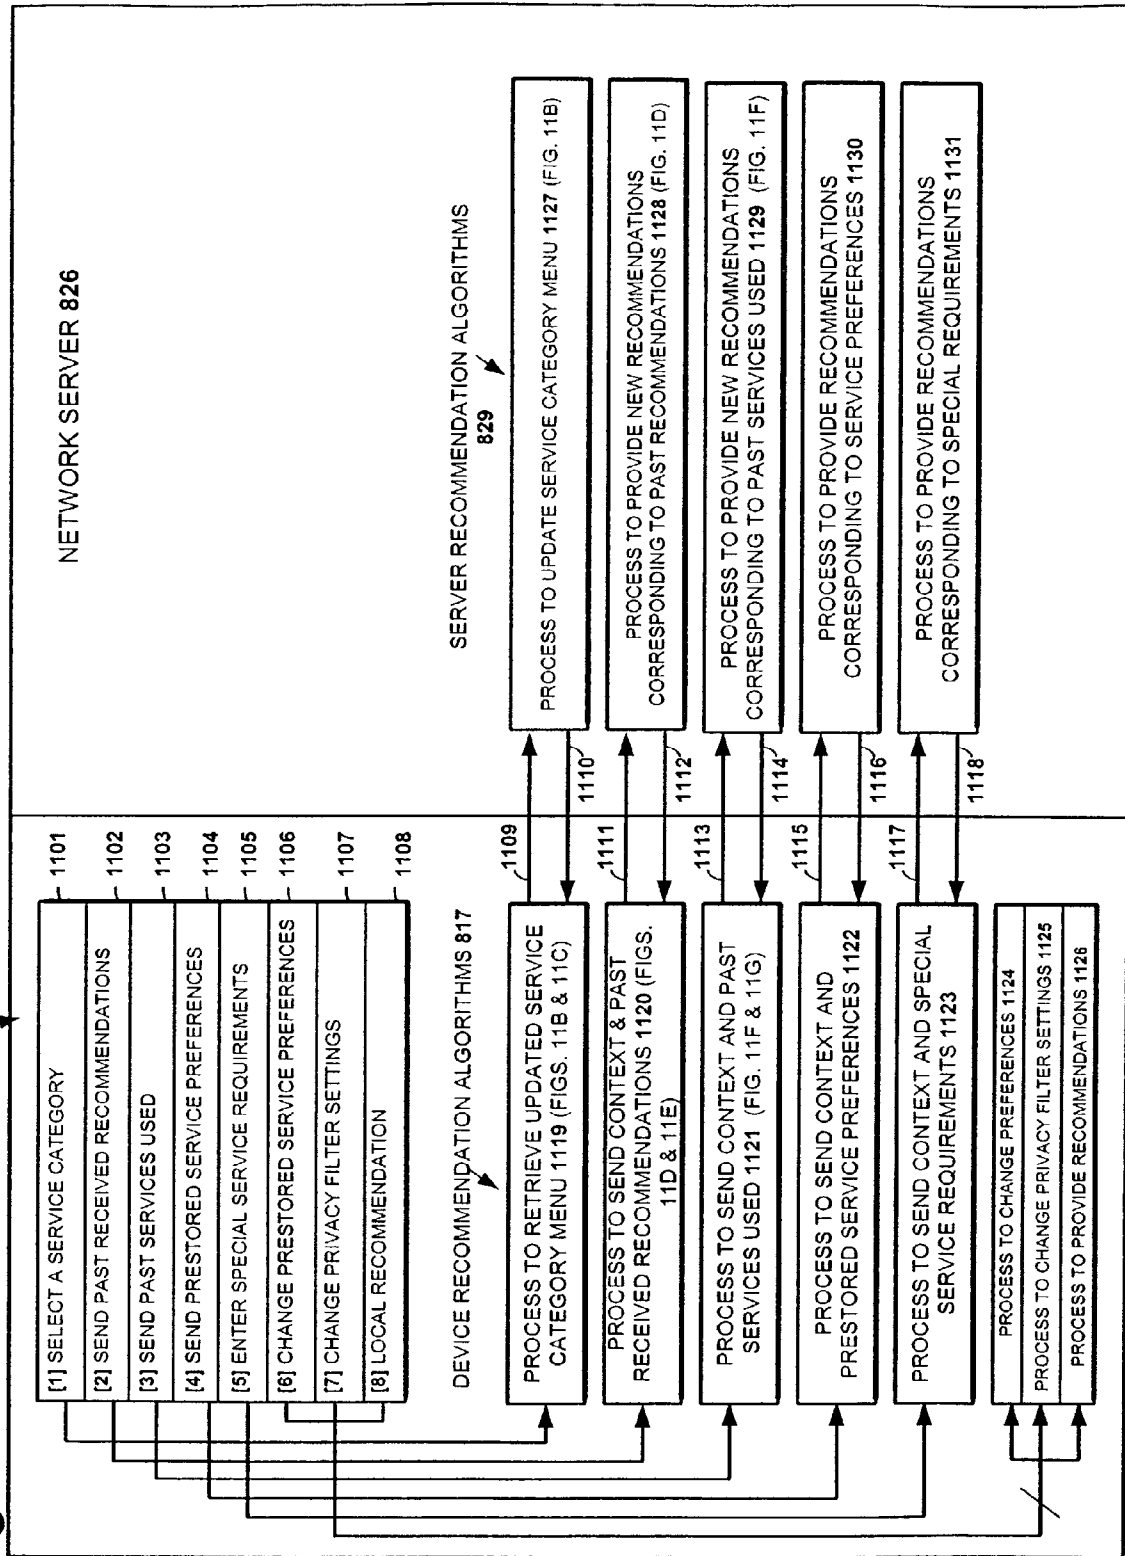 NETWORK SERVER 826
[1] SELECT A SERVICE CATEGORY
1101
[2] SEND PAST RECEIVED RECOMMENDATIONS
1102
[3] SEND PAST SERVICES USED
1103
[4] SEND PRESTORED SERVICE PREFERENCES
1104
[5] ENTER SPECIAL SERVICE REQUIREMENTS
1105
[6] CHANGE PRESTORED SERVICE PREFERENCES
1106
[7] CHANGE PRIVACY FILTER SETTINGS
1107
[8] LOCAL RECOMMENDATION
1108
DEVICE RECOMMENDATION ALGORITHMS 817
SERVER RECOMMENDATION ALGORITHMS
829
PROCESS TO RETRIEVE UPDATED SERVICE
CATEGORY MENU 1119 (FIGS. 11B & 11C)
1109
1110
PROCESS TO UPDATE SERVICE CATEGORY MENU 1127 (FIG. 11B)
PROCESS TO SEND CONTEXT & PAST
RECEIVED RECOMMENDATIONS 1120 (FIGS.
11D & 11E)
1111
1112
PROCESS TO PROVIDE NEW RECOMMENDATIONS
CORRESPONDING TO PAST RECOMMENDATIONS 1128 (FIG. 11D)
PROCESS TO SEND CONTEXT AND PAST
SERVICES USED 1121 (FIG. 11F & 11G)
1113
1114
PROCESS TO PROVIDE NEW RECOMMENDATIONS
CORRESPONDING TO PAST SERVICES USED 1129 (FIG. 11F)
PROCESS TO SEND CONTEXT AND
PRESTORED SERVICE PREFERENCES 1122
1115
1116
PROCESS TO PROVIDE RECOMMENDATIONS
CORRESPONDING TO SERVICE PREFERENCES 1130
PROCESS TO SEND CONTEXT AND SPECIAL
SERVICE REQUIREMENTS 1123
1117
1118
PROCESS TO PROVIDE RECOMMENDATIONS
CORRESPONDING TO SPECIAL REQUIREMENTS 1131
PROCESS TO CHANGE PREFERENCES 1124
PROCESS TO CHANGE PRIVACY FILTER SETTINGS 1125
PROCESS TO PROVIDE RECOMMENDATIONS 1126